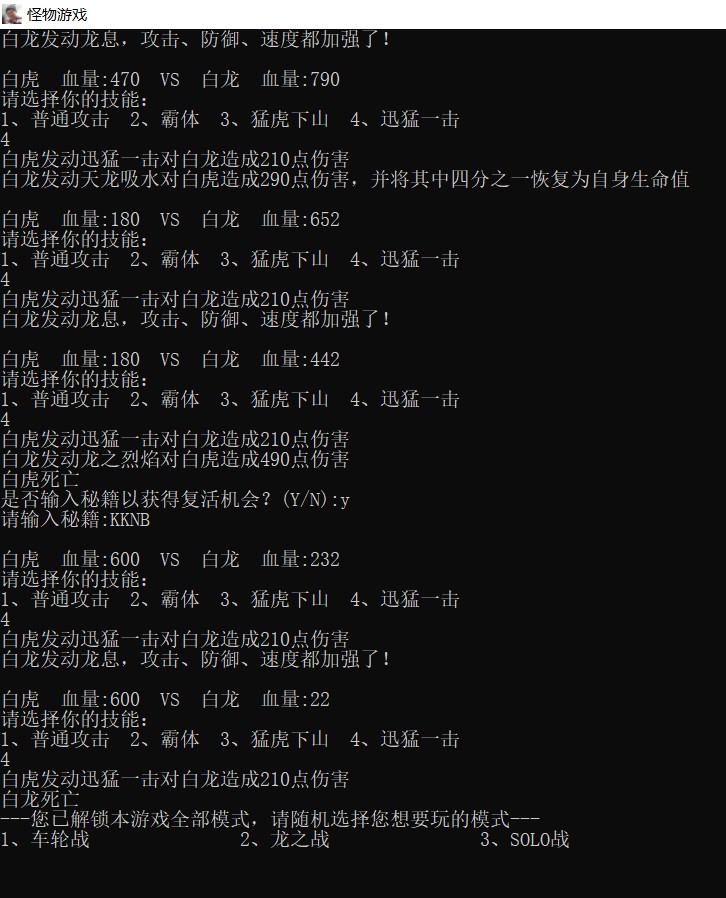 怪物游戏
白龙发动龙息，攻击、防御、速度都加强了！
白虎  血量:470  VS  白龙  血量:790
请选择你的技能：
1、普通攻击  2、霸体  3、猛虎下山  4、迅猛一击
4
白虎发动迅猛一击对白龙造成210点伤害
白龙发动天龙吸水对白虎造成290点伤害，并将其中四分之一恢复为自身生命值
白虎  血量:180  VS  白龙  血量:652
请选择你的技能：
1、普通攻击  2、霸体  3、猛虎下山  4、迅猛一击
4
白虎发动迅猛一击对白龙造成210点伤害
白龙发动龙息，攻击、防御、速度都加强了！
白虎  血量:180  VS  白龙  血量:442
请选择你的技能：
1、普通攻击  2、霸体  3、猛虎下山  4、迅猛一击
4
白虎发动迅猛一击对白龙造成210点伤害
白龙发动龙之烈焰对白虎造成490点伤害
白虎死亡
是否输入秘籍以获得复活机会？(Y/N):y
请输入秘籍:KKNB
白虎  血量:600  VS  白龙  血量:232
请选择你的技能：
1、普通攻击  2、霸体  3、猛虎下山  4、迅猛一击
4
白虎发动迅猛一击对白龙造成210点伤害
白龙发动龙息，攻击、防御、速度都加强了！
白虎  血量:600  VS  白龙  血量:22
请选择你的技能：
1、普通攻击  2、霸体  3、猛虎下山  4、迅猛一击
4
白虎发动迅猛一击对白龙造成210点伤害
白龙死亡
---您已解锁本游戏全部模式，请随机选择您想要玩的模式---
1、车轮战  2、龙之战  3、SOLO战